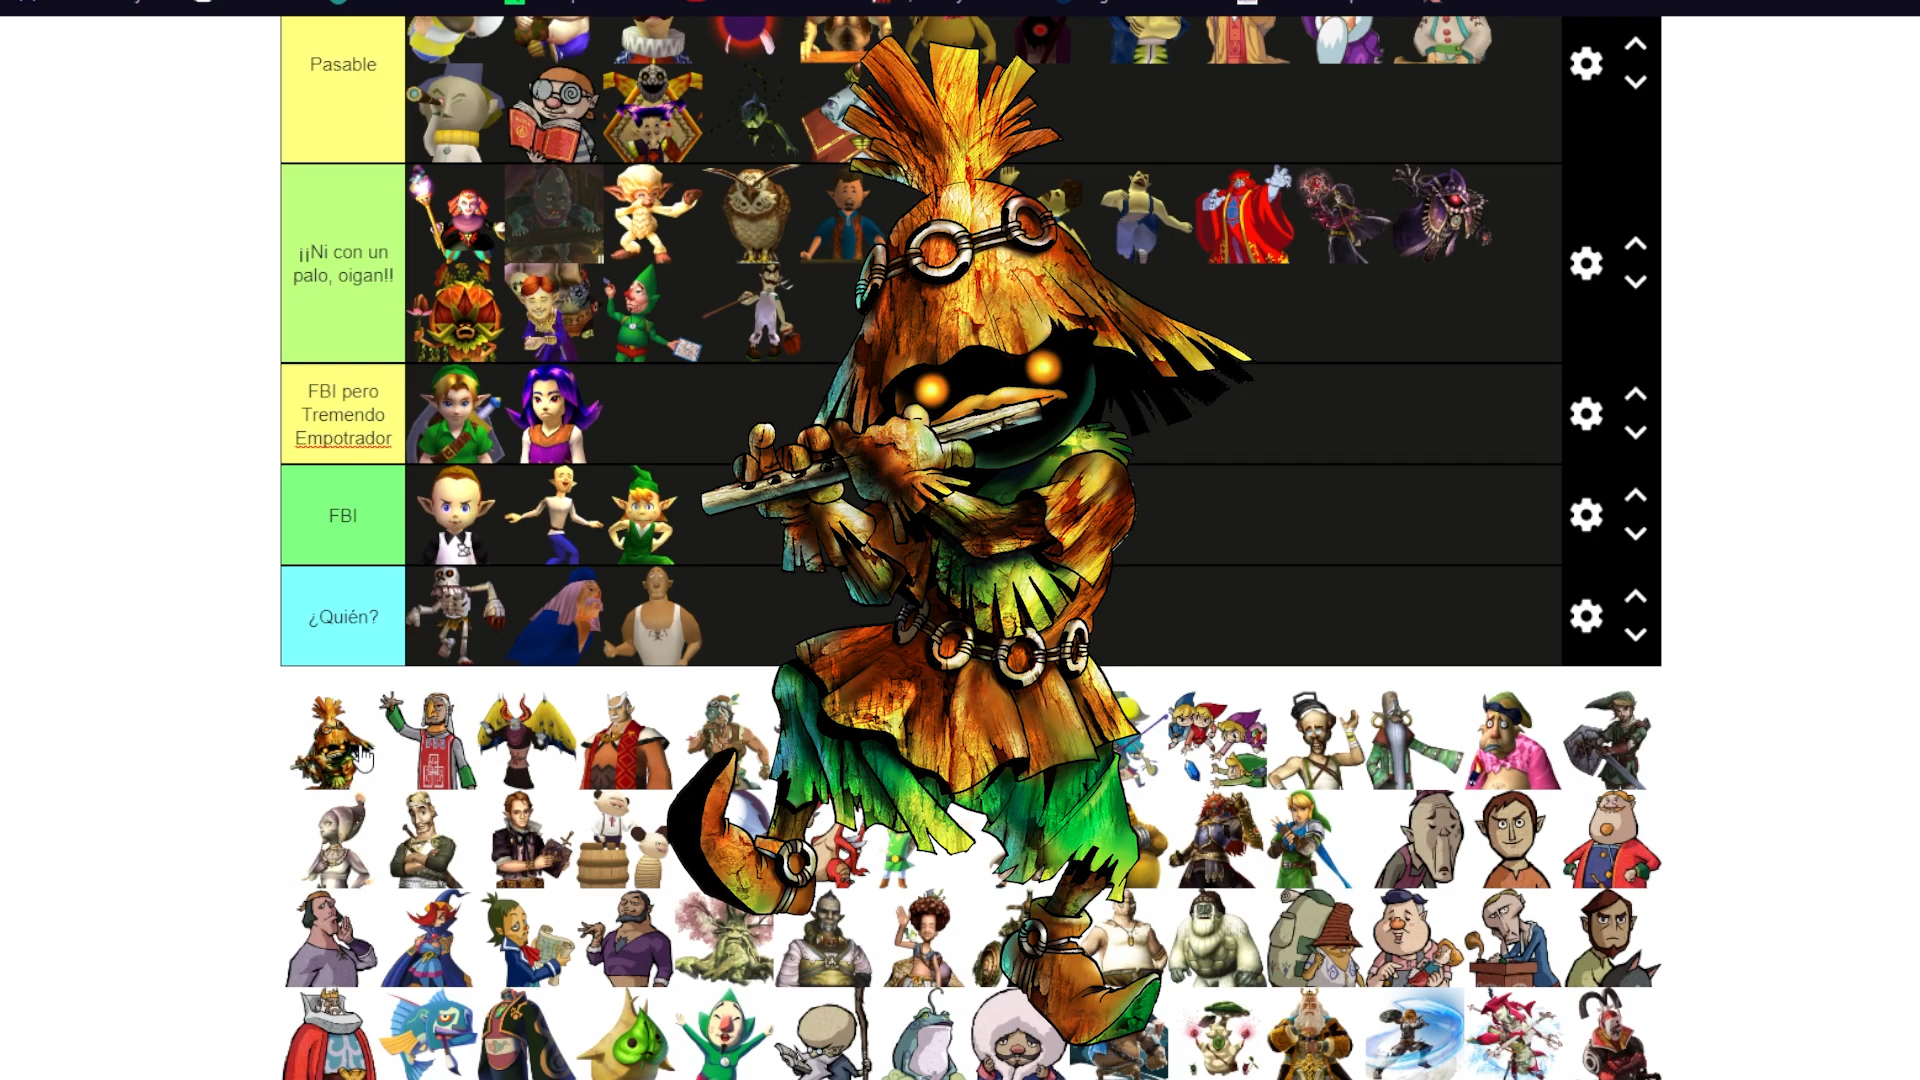 Pasable
¡¡Ni con un
palo, oigan!!
FBI pero
Tremendo
Empotrador
FBI
¿Quién?